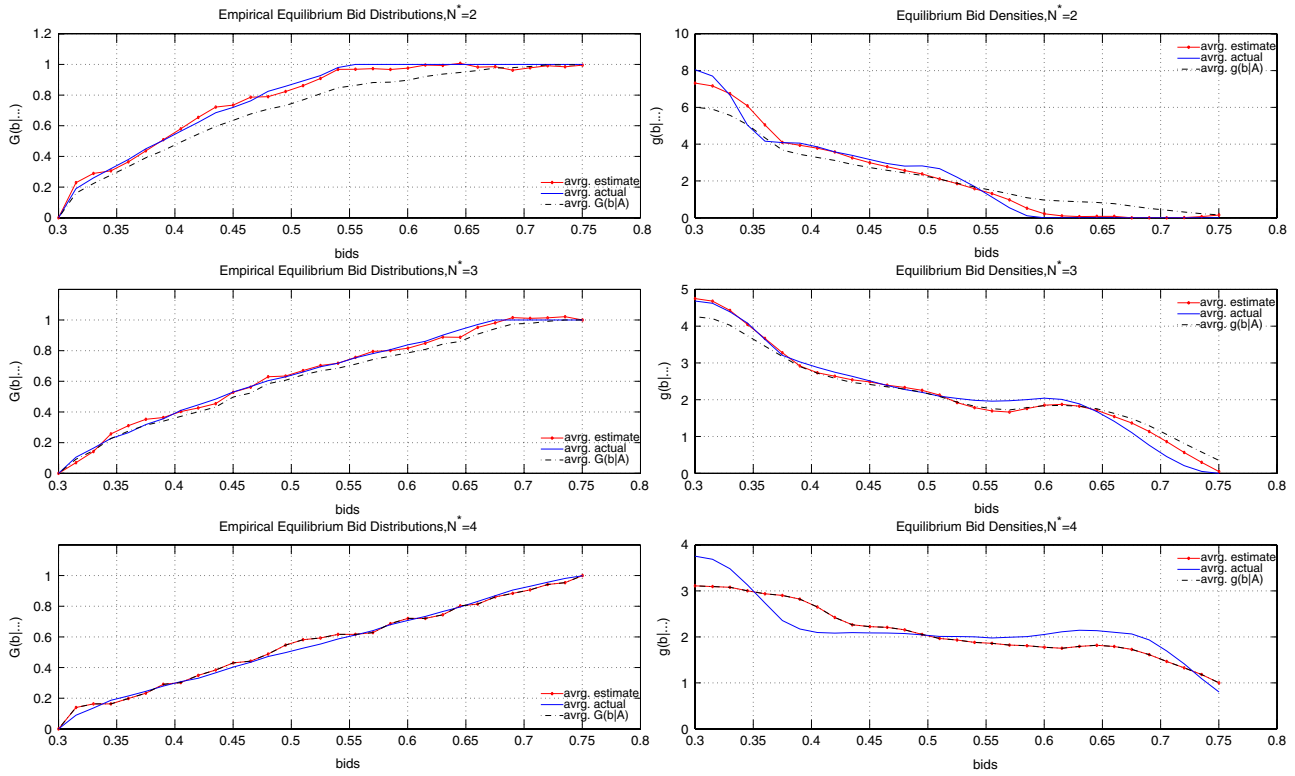 Empirical Equilibrium Bid Distributions,N*=2
1.2
1
0.8
0.6
0.4
0.2
0
G(b|...)
avrg. estimate
avrg. actual
avrg. G(b|A)
0.3 0.35 0.4 0.45 0.5 0.55 0.6 0.65 0.7 0.75 0.8
bids
Equilibrium Bid Densities,N*=2
10
8
6
4
2
0
g(b|...)
avrg. estimate
avrg. actual
avrg. g(b|A)
0.3 0.35 0.4 0.45 0.5 0.55 0.6 0.65 0.7 0.75 0.8
bids
Empirical Equilibrium Bid Distributions,N*=3
1
0.8
0.6
0.4
0.2
0
G(b|...)
avrg. estimate
avrg. actual
avrg. G(b|A)
0.3 0.35 0.4 0.45 0.5 0.55 0.6 0.65 0.7 0.75 0.8
bids
Equilibrium Bid Densities,N*=3
5
4
3
2
1
0
g(b|...)
avrg. estimate
avrg. actual
avrg. g(b|A)
0.3 0.35 0.4 0.45 0.5 0.55 0.6 0.65 0.7 0.75 0.8
bids
Empirical Equilibrium Bid Distributions,N*=4
1
0.8
0.6
0.4
0.2
0
G(b|...)
avrg. estimate
avrg. actual
avrg. G(b|A)
0.3 0.35 0.4 0.45 0.5 0.55 0.6 0.65 0.7 0.75 0.8
bids
Equilibrium Bid Densities,N*=4
4
3
2
1
0
g(b|...)
avrg. estimate
avrg. actual
avrg. g(b|A)
0.3 0.35 0.4 0.45 0.5 0.55 0.6 0.65 0.7 0.75 0.8
bids